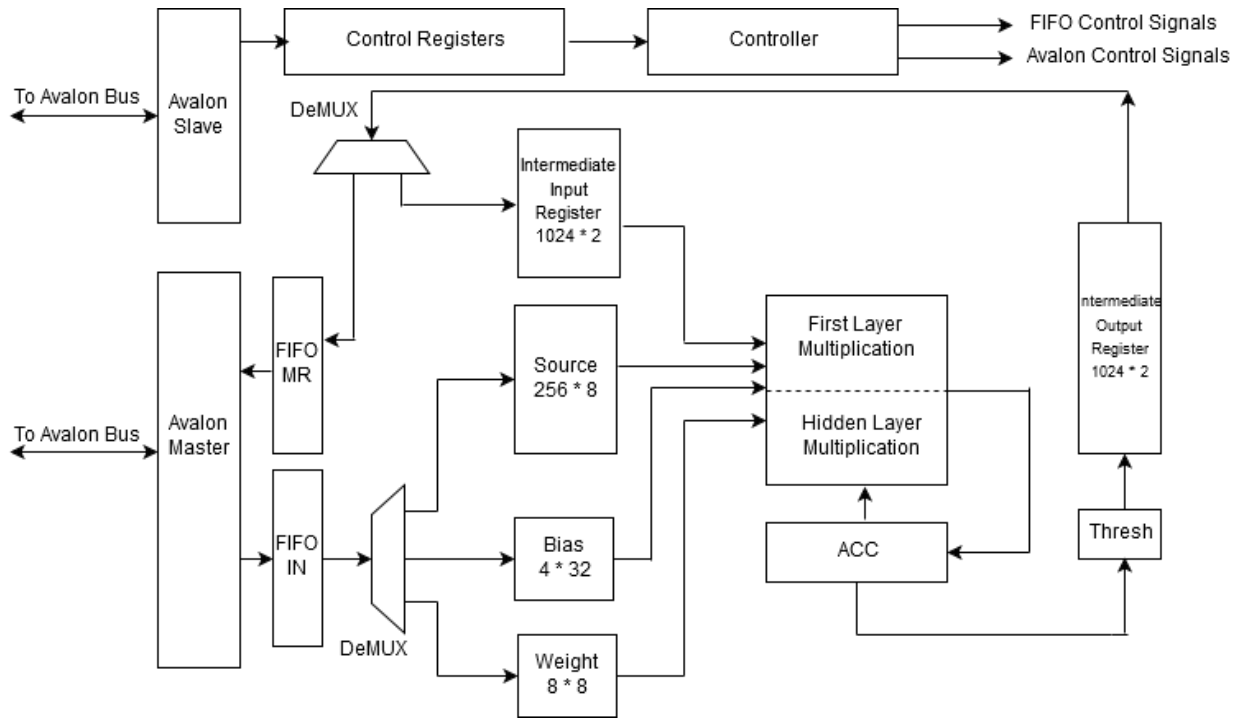 Control Registers
Controller
FIFO Control Signals
Avalon Control Signals
To Avalon Bus
Avalon
Slave
DeMUX
Intermediate
Input
Register
1024 * 2
Avalon
Master
To Avalon Bus
FIFO
MR
FIFO
IN
DeMUX
Source
256 * 8
Bias
4 * 32
Weight
8 * 8
First Layer
Multiplication
Hidden Layer
Multiplication
ACC
Thresh
ntermediate
Output
Register
1024 * 2